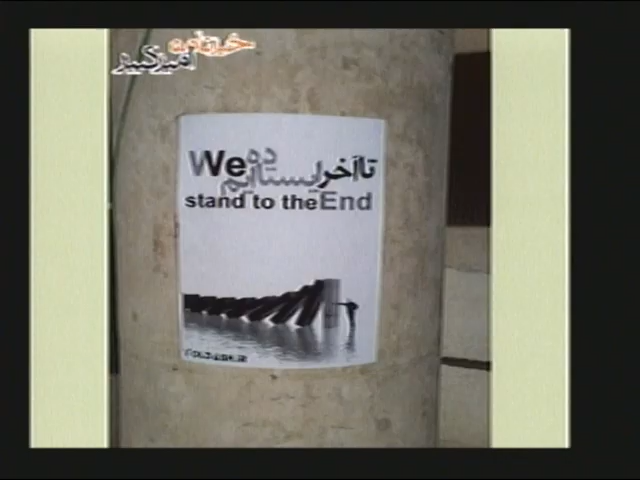 خبرنامه
امیرکبیر
We تا آخر ایستاده ایم
stand to the End